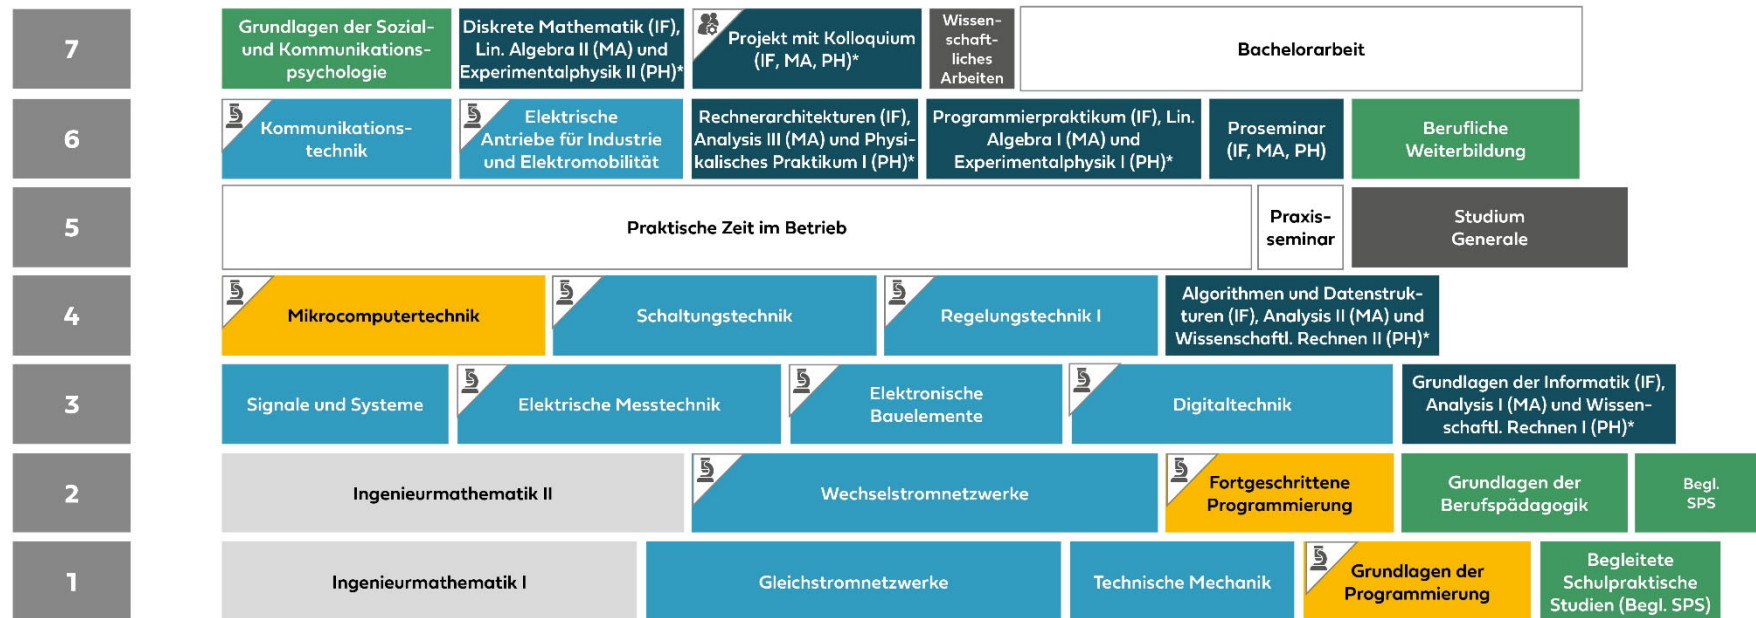 7
Grundlagen der Sozial-
und Kommunikations-
psychologie
Diskrete Mathematik (IF),
Lin. Algebra II (MA) und
Experimentalphysik II (PH)*
Projekt mit Kolloquium
(IF, MA, PH)*
Wissen-
schaft-
liches
Arbeiten
Bachelorarbeit
6
Kommunikations-
technik
Elektrische
Antriebe für Industrie
und Elektromobilität
Rechnerarchitekturen (IF),
Analysis III (MA) und Physi-
kalisches Praktikum I (PH)*
Programmierpraktikum (IF), Lin.
Algebra I (MA) und
Experimentalphysik I (PH)*
Proseminar
(IF, MA, PH)
Berufliche
Weiterbildung
5
Praktische Zeit im Betrieb
Praxis-
seminar
Studium
Generale
4
Mikrocomputertechnik
Schaltungstechnik
Regelungstechnik I
Algorithmen und Datenstruk-
turen (IF), Analysis II (MA) und
Wissenschaftl. Rechnen II (PH)*
3
Signale und Systeme
Elektrische Messtechnik
Elektronische
Bauelemente
Digitaltechnik
Grundlagen der Informatik (IF),
Analysis I (MA) und Wissen-
schaftl. Rechnen I (PH)*
2
Ingenieurmathematik II
Wechselstromnetzwerke
Fortgeschrittene
Programmierung
Grundlagen der
Berufspädagogik
Begl.
SPS
1
Ingenieurmathematik I
Gleichstromnetzwerke
Technische Mechanik
Grundlagen der
Programmierung
Begleitete
Schulpraktische
Studien (Begl. SPS)